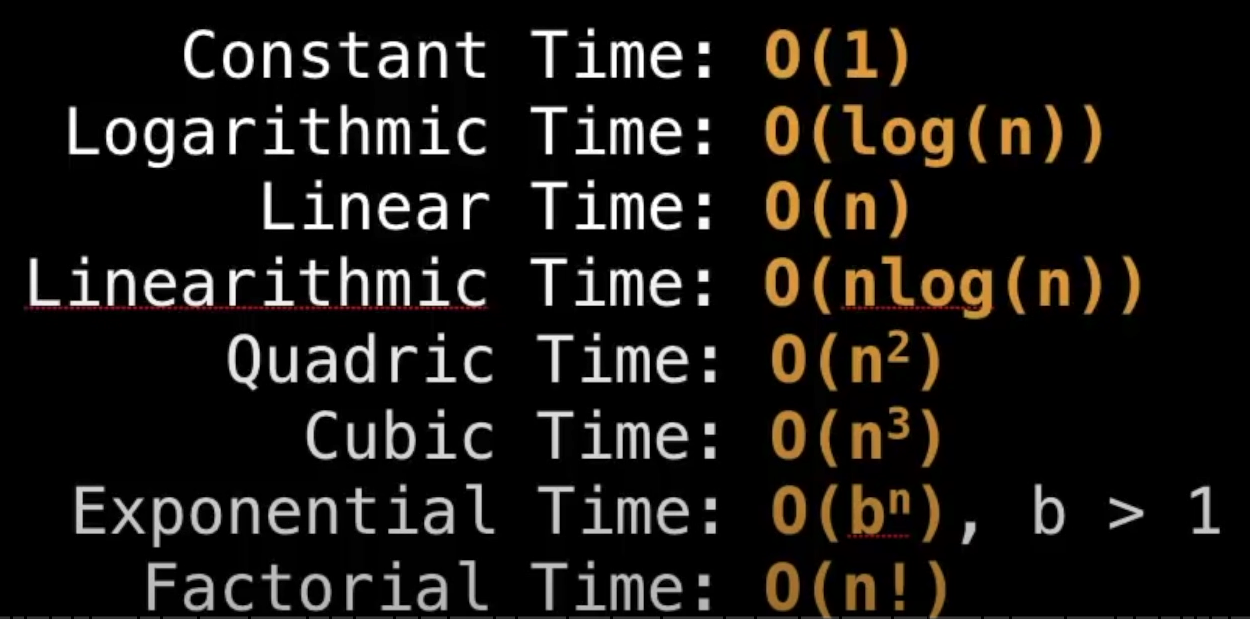 Constant Time: O(1)
Logarithmic Time: O(log(n))
Linear Time: O(n)
Linearithmic Time: O(nlog(n))
Quadric Time: O(n²)
Cubic Time: O(n³)
Exponential Time: O(bⁿ), b > 1
Factorial Time: O(n!)